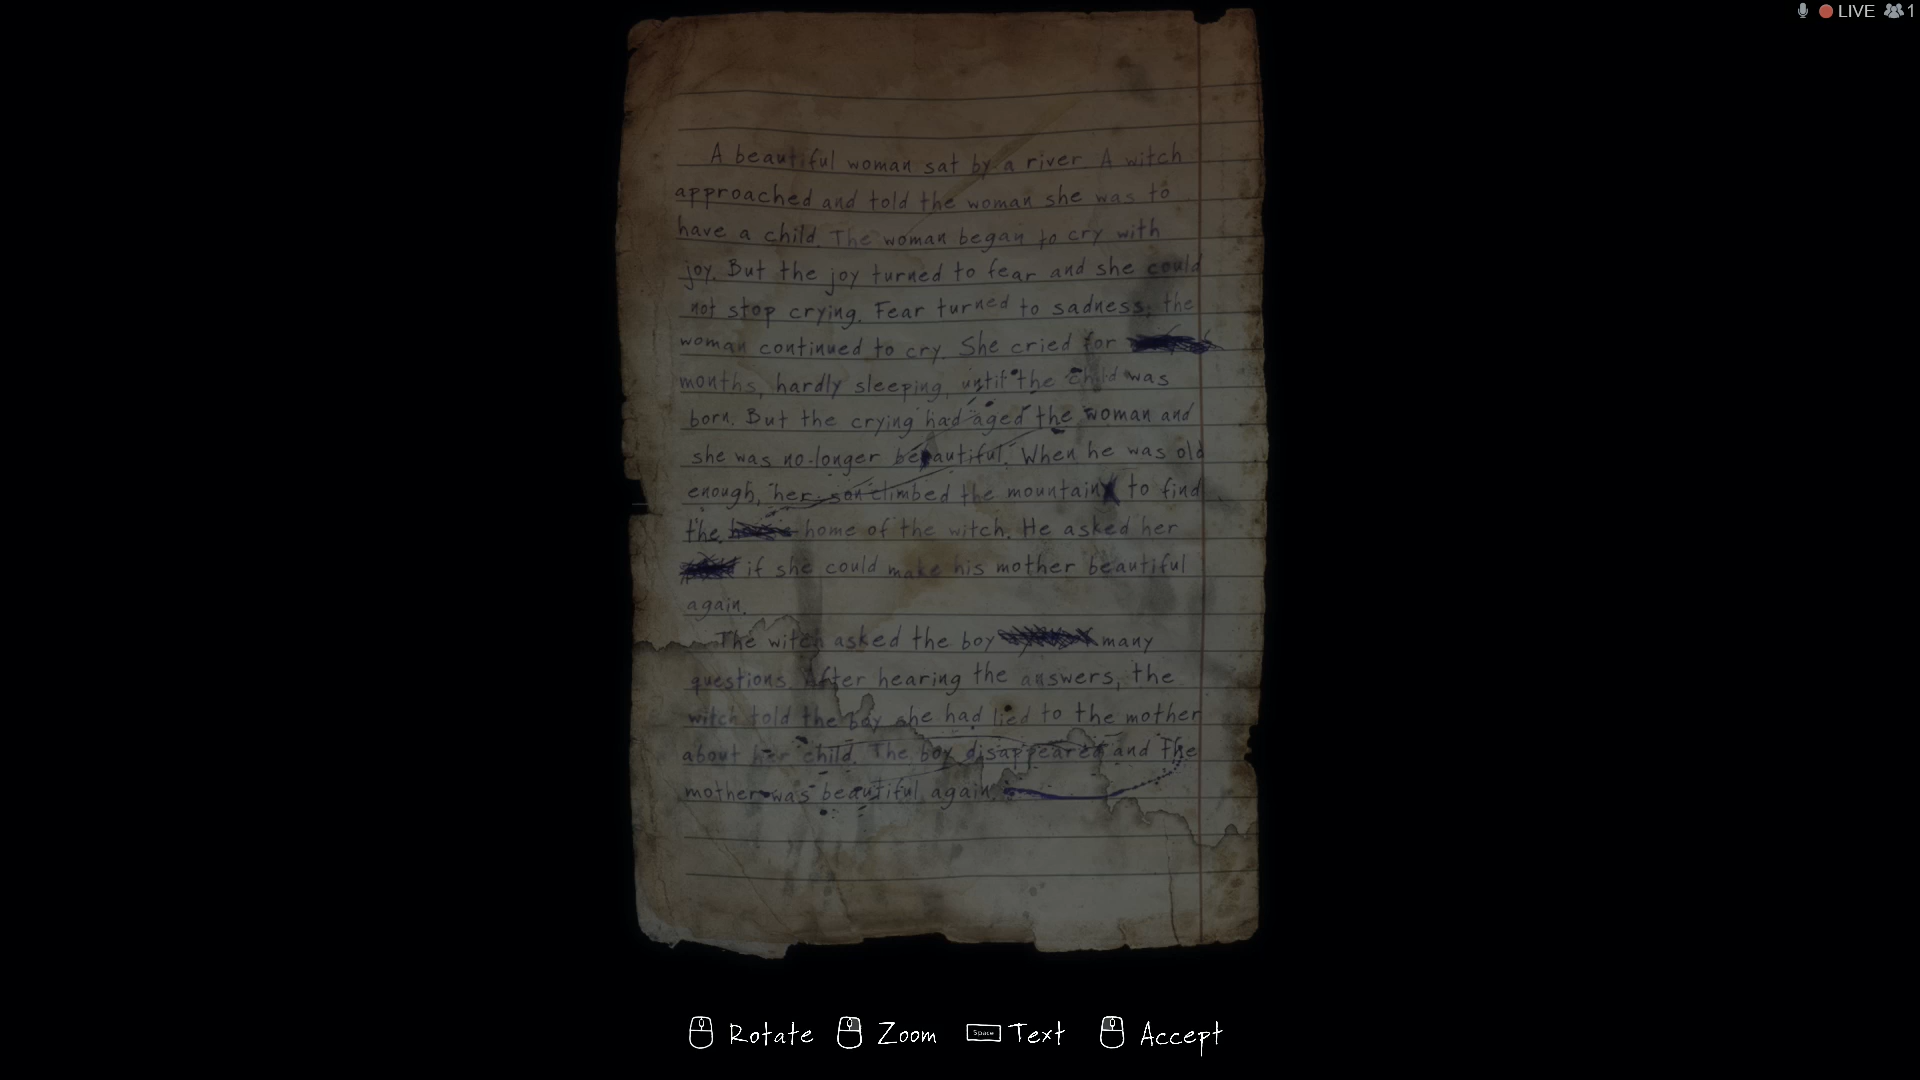 LIVE 1
A beautiful woman sat by a river A witch
approached and told the woman she was to
have a child. The woman began to cry with
joy. But the joy turned to fear and she could
not stop crying. Fear turned to sadness, the
woman continued to cry. She cried for
months, hardly sleeping, until the child was
born. But the crying had aged the woman and
she was no-longer beautiful. When he was old
enough, her son climbed the mountain to find
the home of the witch. He asked her
if she could make his mother beautiful
again.
The witch asked the boy many
questions. After hearing the answers, the
witch told the boy she had lied to the mother
about her child. The boy disappeared and the
mother was beautiful again.
Rotate Zoom Space Text Accept